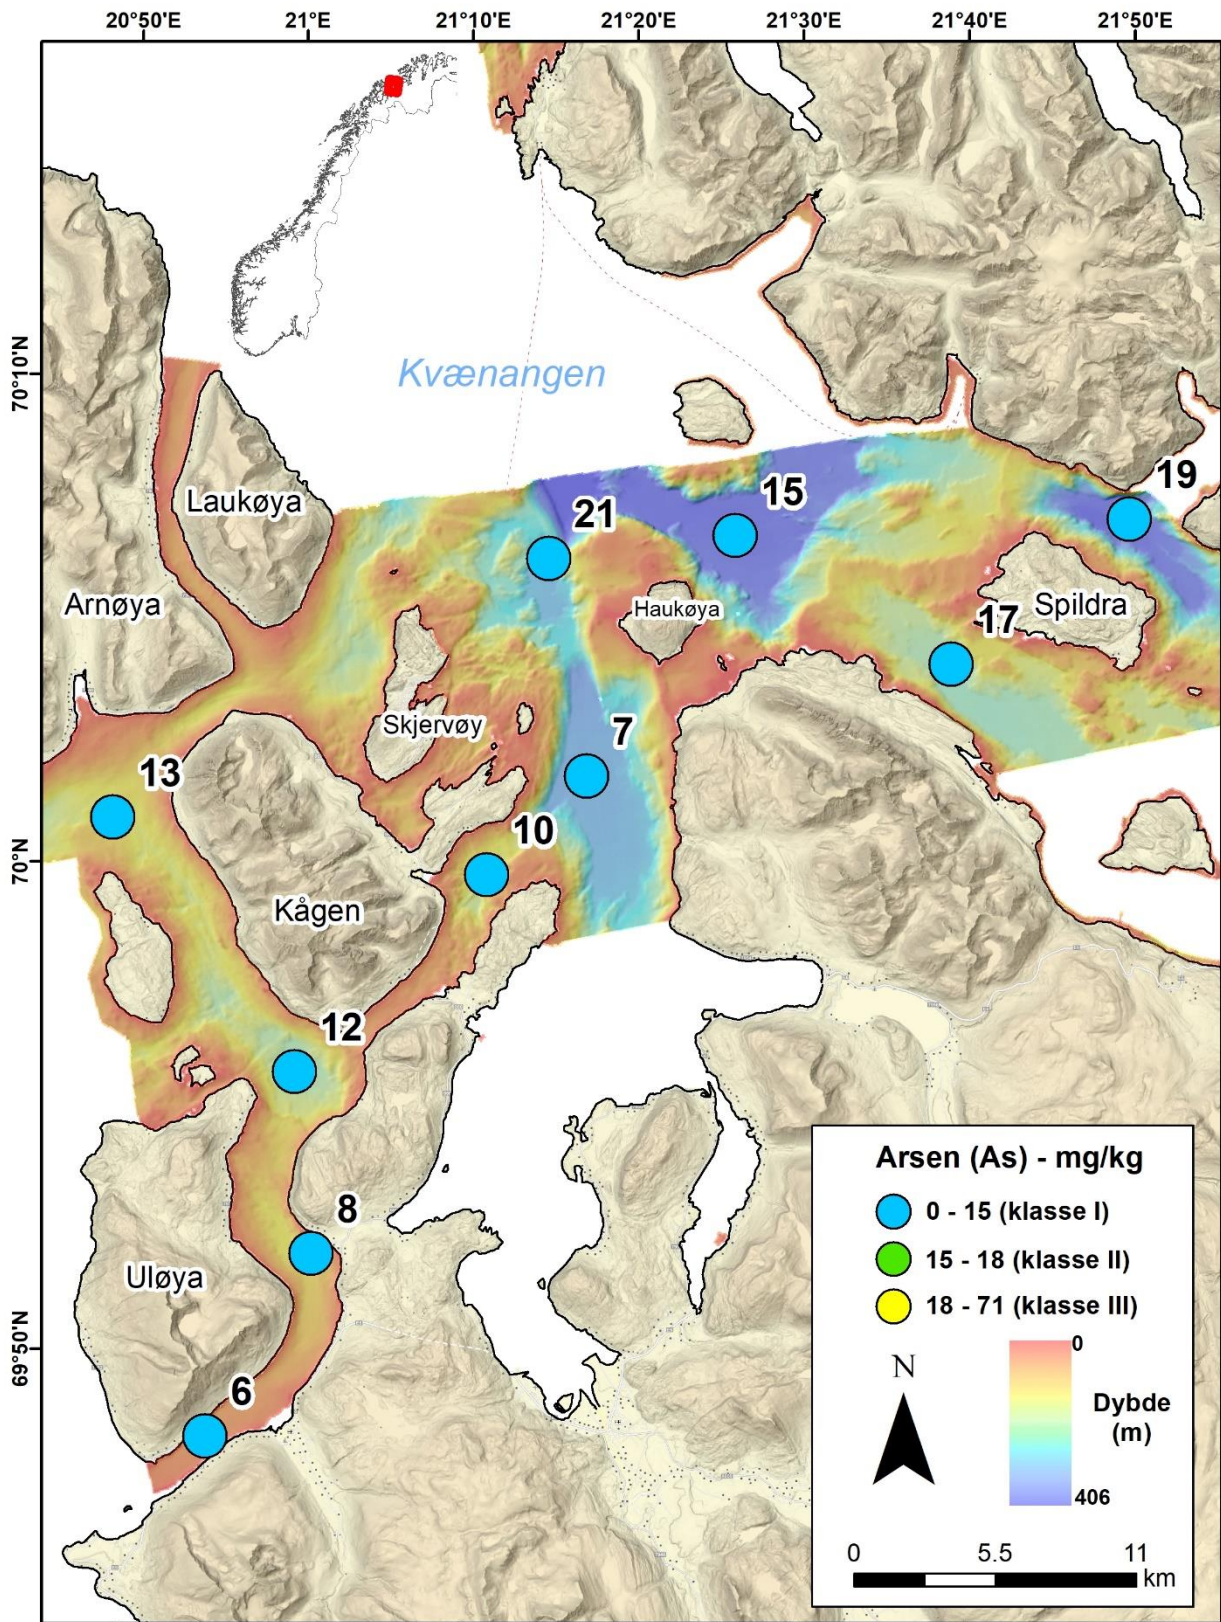 20°50'E 21°E 21°10'E 21°20'E 21°30'E 21°40'E 21°50'E
70°10'N
Kvænangen
19
15
21
Laukøya
Arnøya
Haukøya
Spildra
17
Skjervøy
7
13
10
70°N
Kågen
12
8
Uløya
69°50'N
6
Arsen (As) - mg/kg
0 - 15 (klasse I)
15 - 18 (klasse II)
18 - 71 (klasse III)
N
0
Dybde
(m)
406
0 5.5 11
km